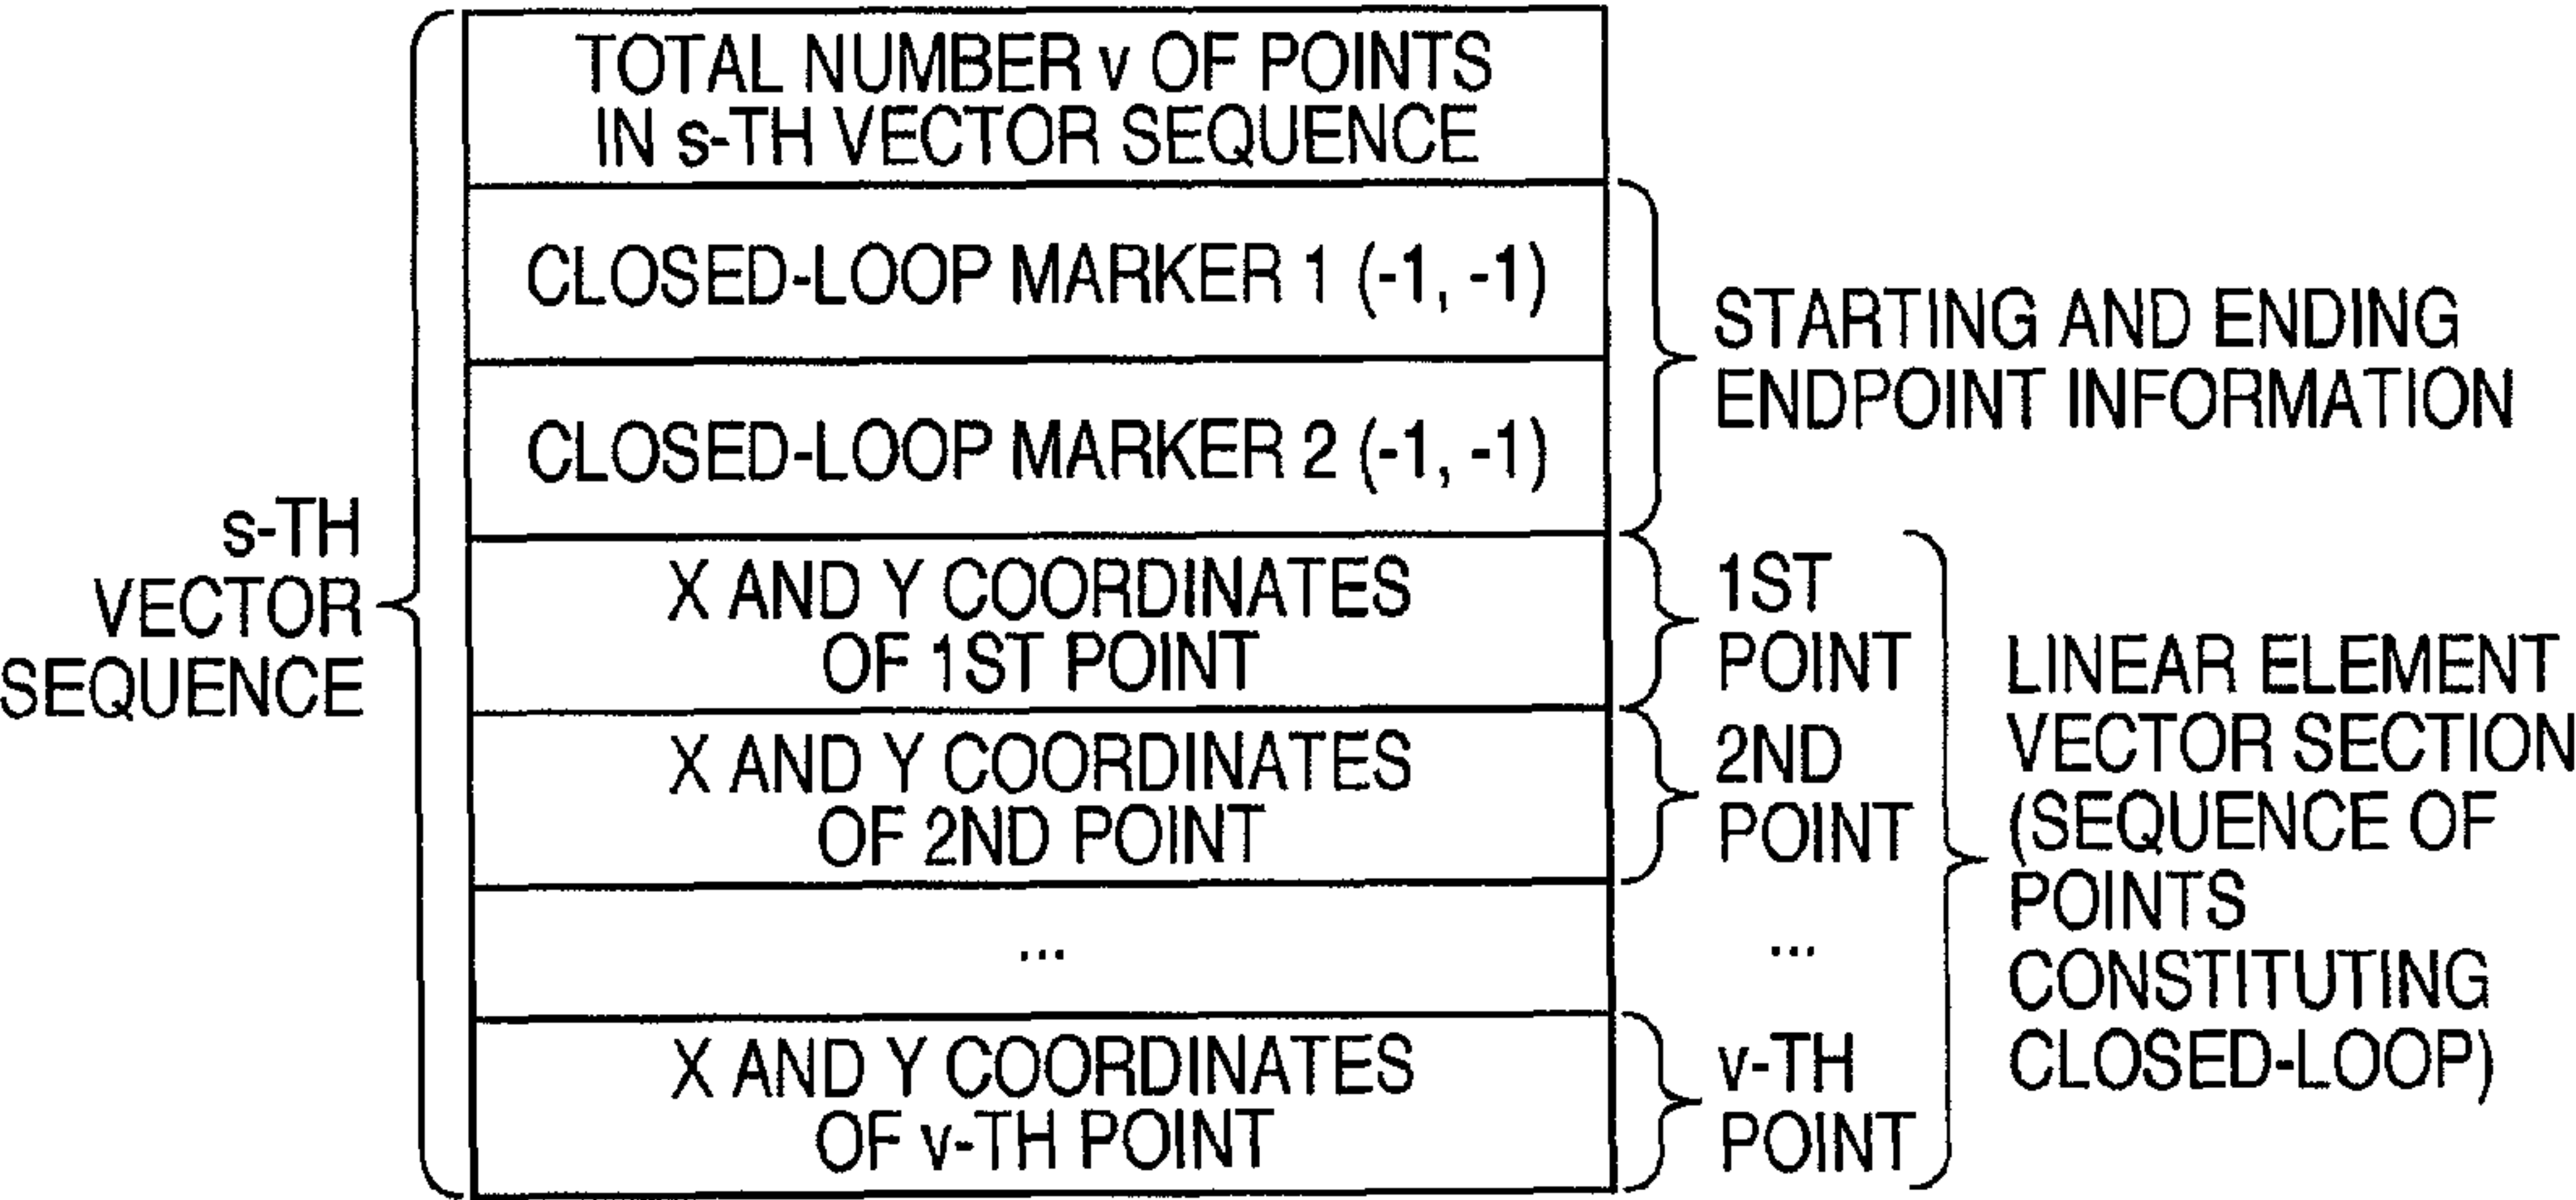 TOTAL NUMBER v OF POINTS
IN s-TH VECTOR SEQUENCE
CLOSED-LOOP MARKER 1 (-1, -1)
CLOSED-LOOP MARKER 2 (-1, -1)
STARTING AND ENDING
ENDPOINT INFORMATION
s-TH
VECTOR
SEQUENCE
X AND Y COORDINATES
OF 1ST POINT
1ST
POINT
X AND Y COORDINATES
OF 2ND POINT
2ND
POINT
...
...
X AND Y COORDINATES
OF v-TH POINT
v-TH
POINT
LINEAR ELEMENT
VECTOR SECTION
(SEQUENCE OF
POINTS
CONSTITUTING
CLOSED-LOOP)